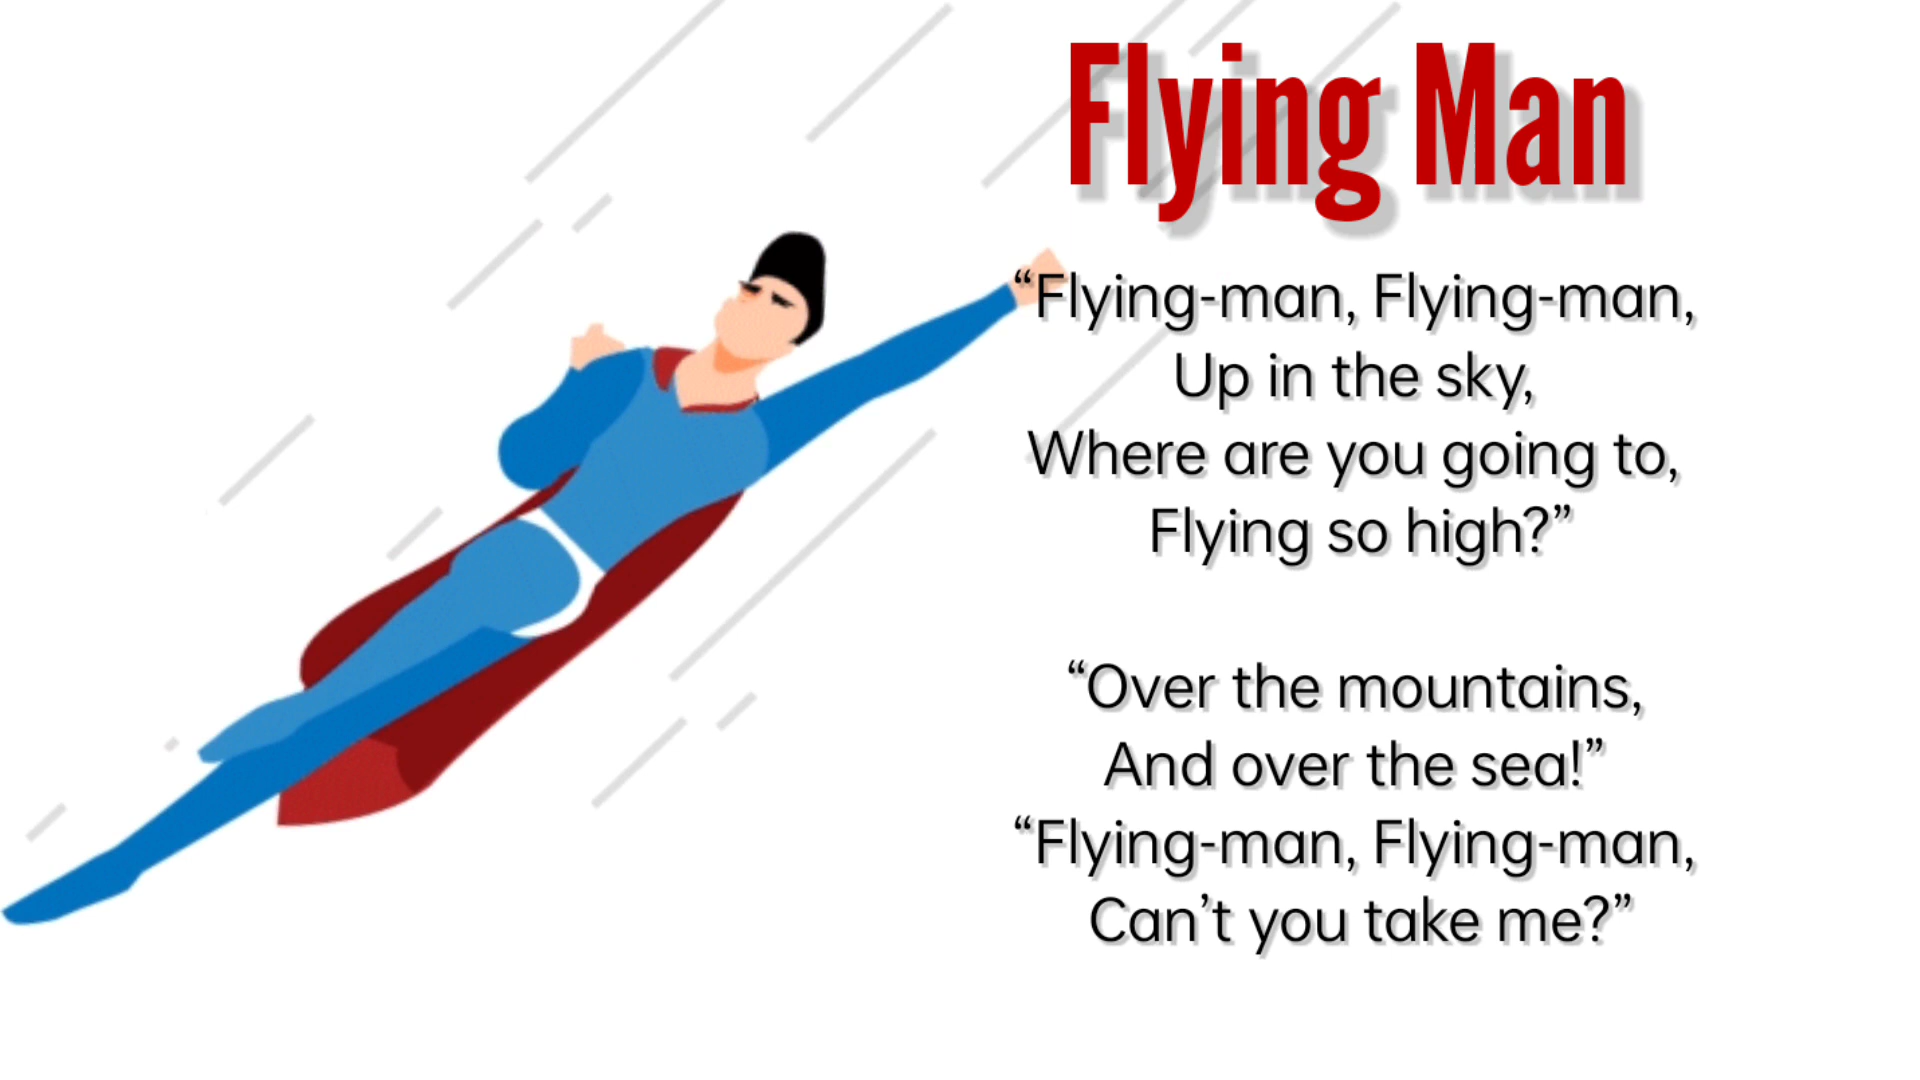 Flying Man
“Flying-man, Flying-man,
Up in the sky,
Where are you going to,
Flying so high?”
“Over the mountains,
And over the sea!”
“Flying-man, Flying-man,
Can’t you take me?”